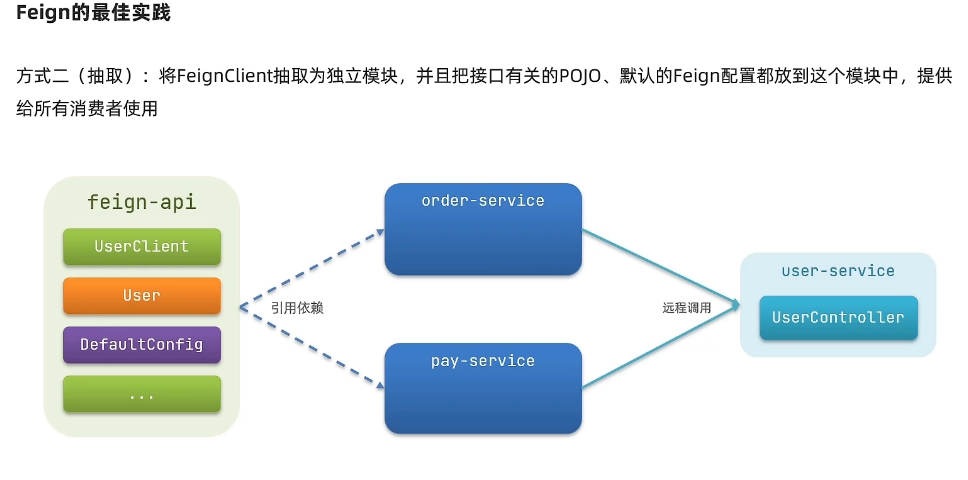 Feign的最佳实践
方式二（抽取）：将FeignClient抽取为独立模块，并且把接口有关的POJO、默认的Feign配置都放到这个模块中，提供
给所有消费者使用
feign-api
UserClient
User
DefaultConfig
...
引用依赖
order-service
pay-service
远程调用
user-service
UserController